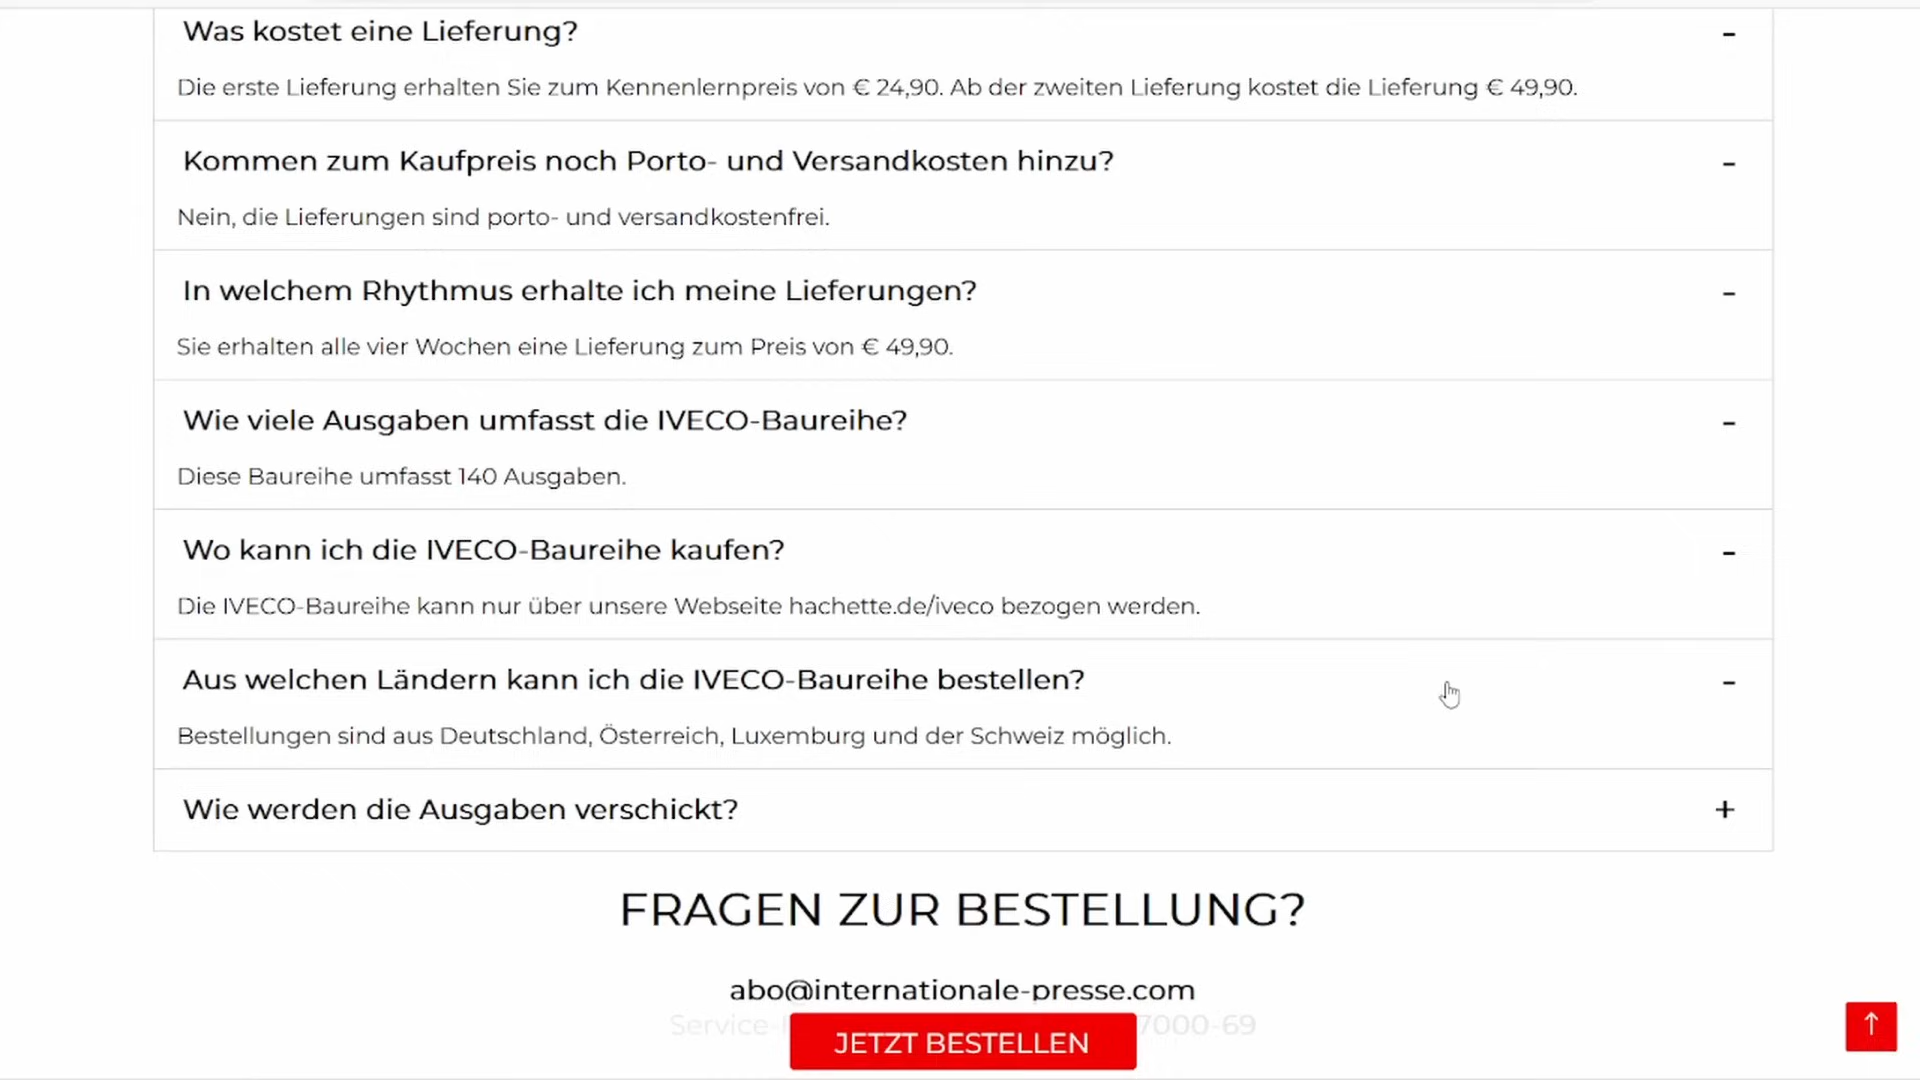 Was kostet eine Lieferung? -
Die erste Lieferung erhalten Sie zum Kennenlernpreis von € 24,90. Ab der zweiten Lieferung kostet die Lieferung € 49,90.
Kommen zum Kaufpreis noch Porto- und Versandkosten hinzu? -
Nein, die Lieferungen sind porto- und versandkostenfrei.
In welchem Rhythmus erhalte ich meine Lieferungen? -
Sie erhalten alle vier Wochen eine Lieferung zum Preis von € 49,90.
Wie viele Ausgaben umfasst die IVECO-Baureihe? -
Diese Baureihe umfasst 140 Ausgaben.
Wo kann ich die IVECO-Baureihe kaufen? -
Die IVECO-Baureihe kann nur über unsere Webseite hachette.de/iveco bezogen werden.
Aus welchen Ländern kann ich die IVECO-Baureihe bestellen? -
Bestellungen sind aus Deutschland, Österreich, Luxemburg und der Schweiz möglich.
Wie werden die Ausgaben verschickt? +
FRAGEN ZUR BESTELLUNG?
abo@internationale-presse.com
Service- 7000-69
JETZT BESTELLEN